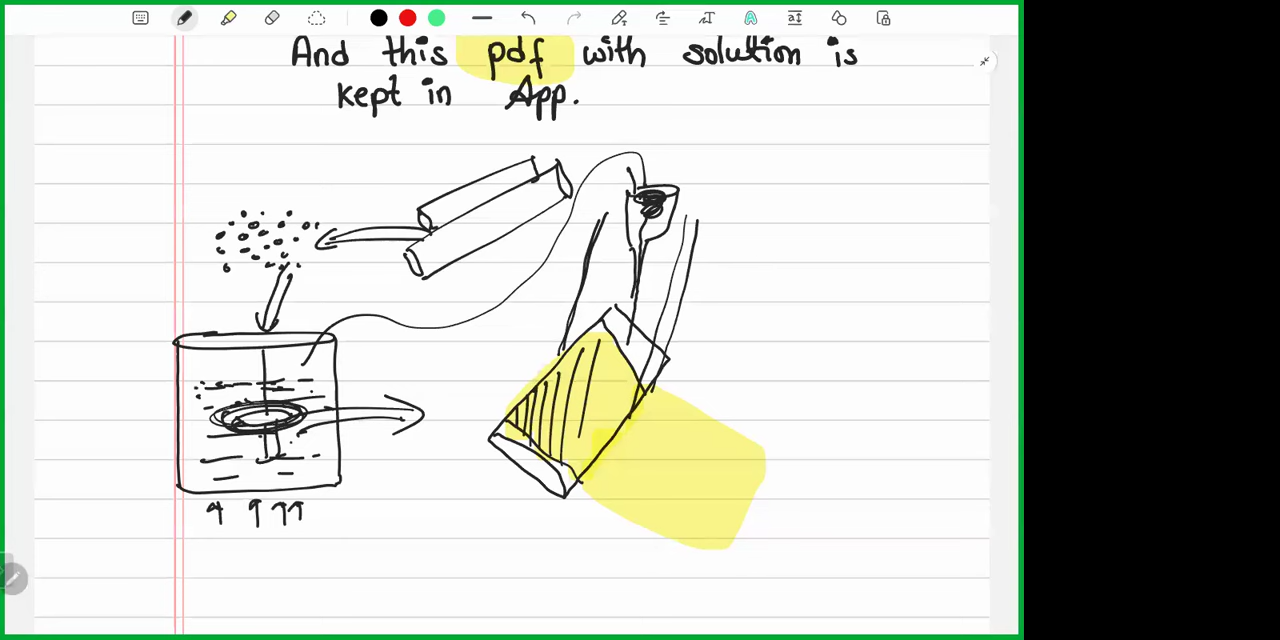 And this pdf with solution is
kept in App.